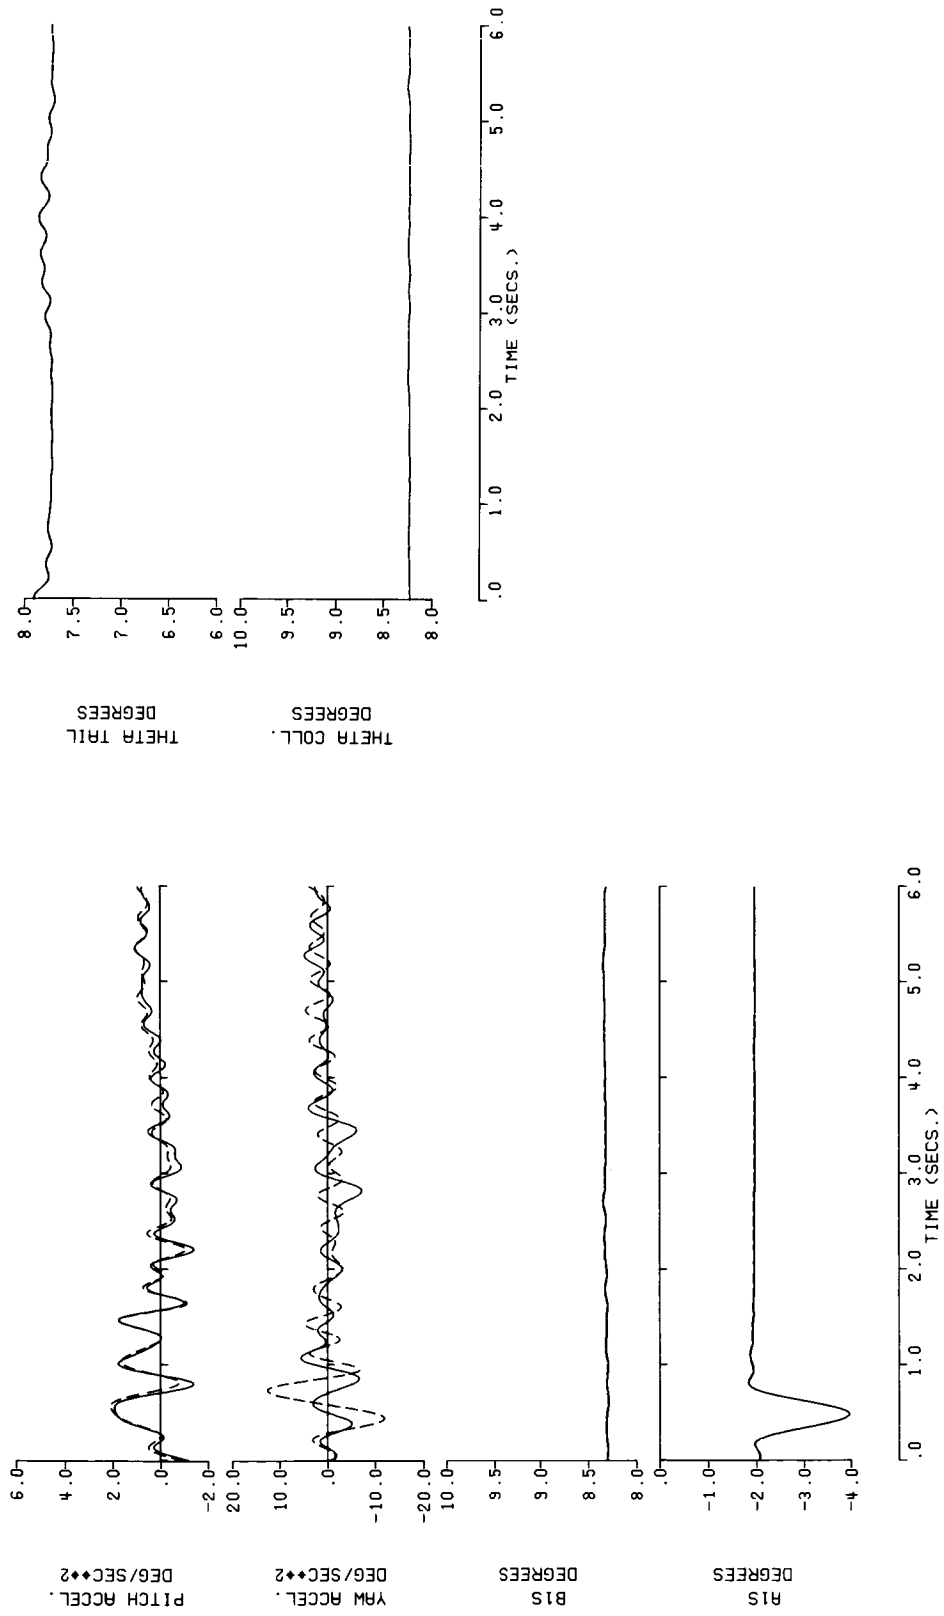 PITCH ACCEL.
DEG/SEC**2
6.0
4.0
2.0
.0
-2.0
YAW ACCEL.
DEG/SEC**2
20.0
10.0
.0
-10.0
-20.0
B1S
DEGREES
10.0
9.5
9.0
8.5
8.0
A1S
DEGREES
.0
-1.0
-2.0
-3.0
-4.0
.0 1.0 2.0 3.0 4.0 5.0 6.0
TIME (SECS.)
THETA TAIL
DEGREES
8.0
7.5
7.0
6.5
6.0
THETA COLL.
DEGREES
10.0
9.5
9.0
8.5
8.0
.0 1.0 2.0 3.0 4.0 5.0 6.0
TIME (SECS.)